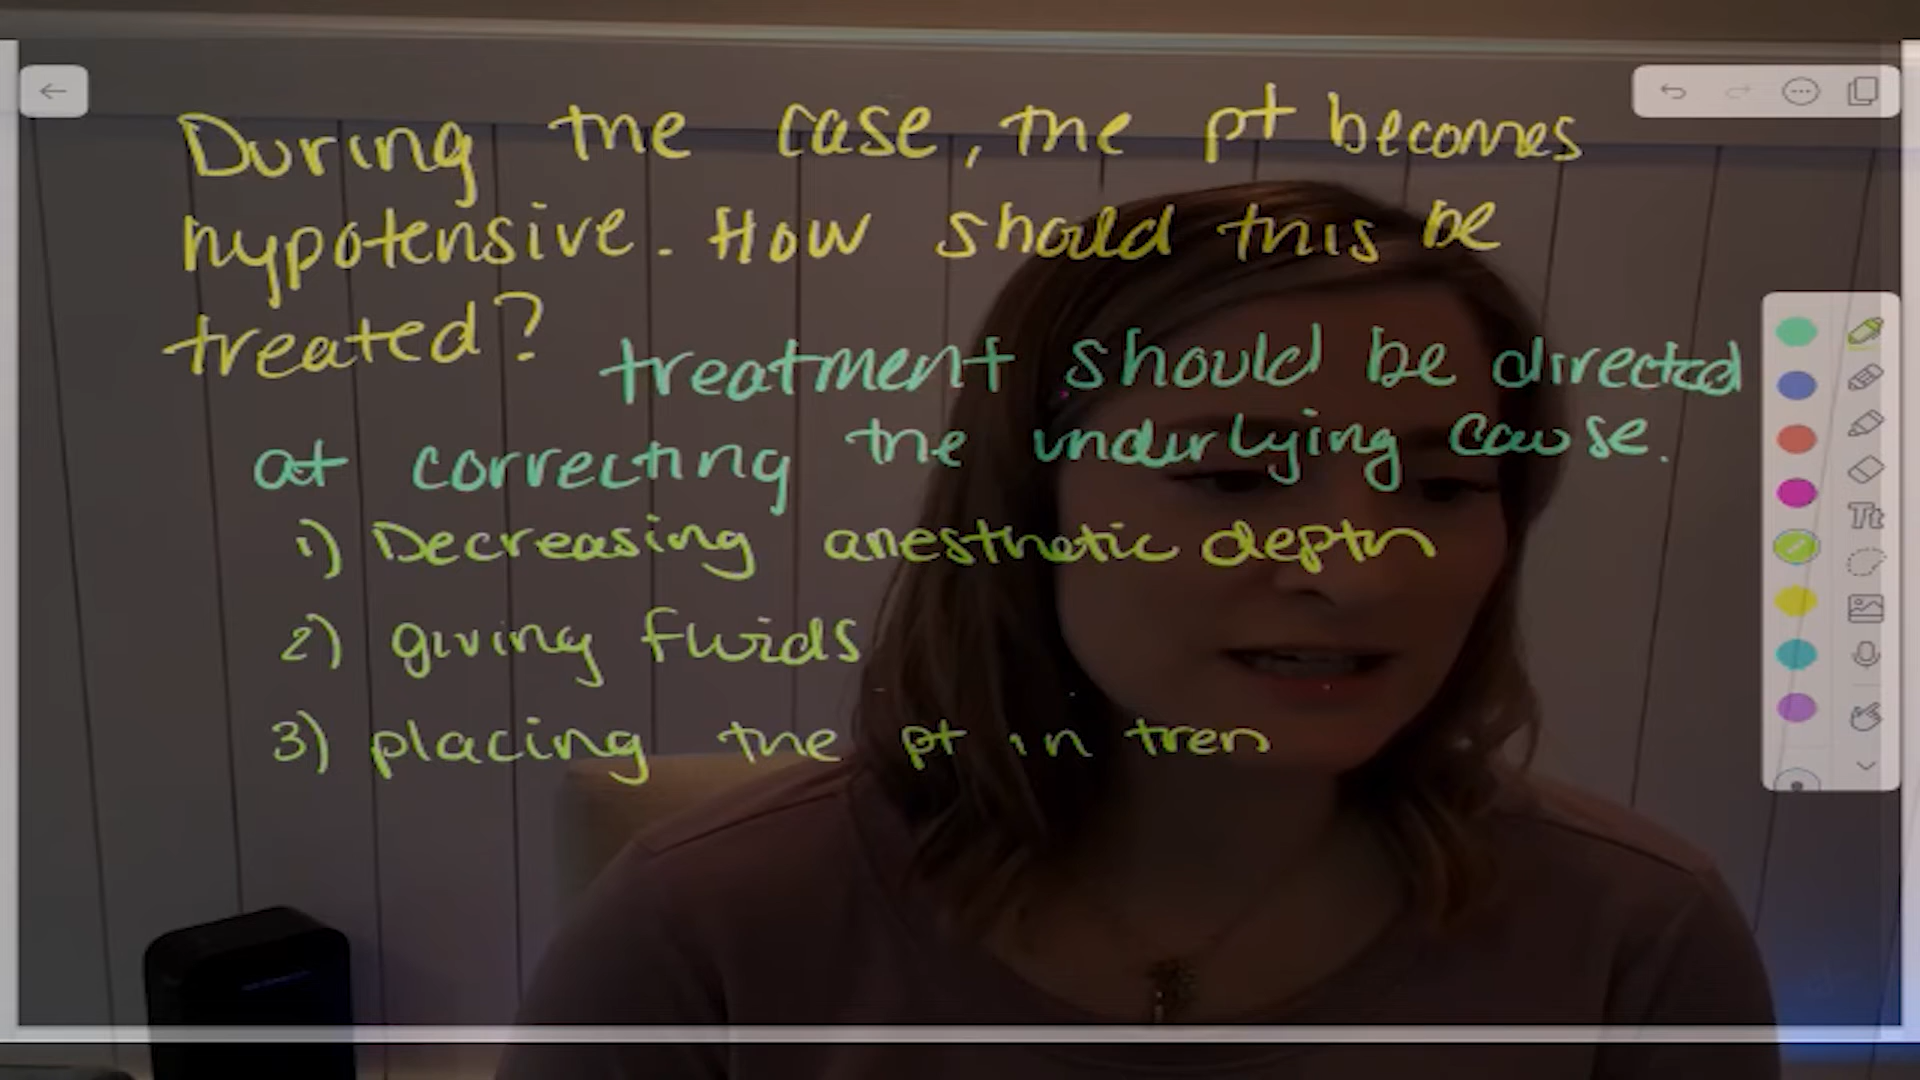 During the case, the pt becomes
hypotensive. How should this be
treated?
treatment should be directed
at correcting the underlying cause.
1) Decreasing anesthetic depth
2) giving fluids
3) placing the pt in tren
Tt